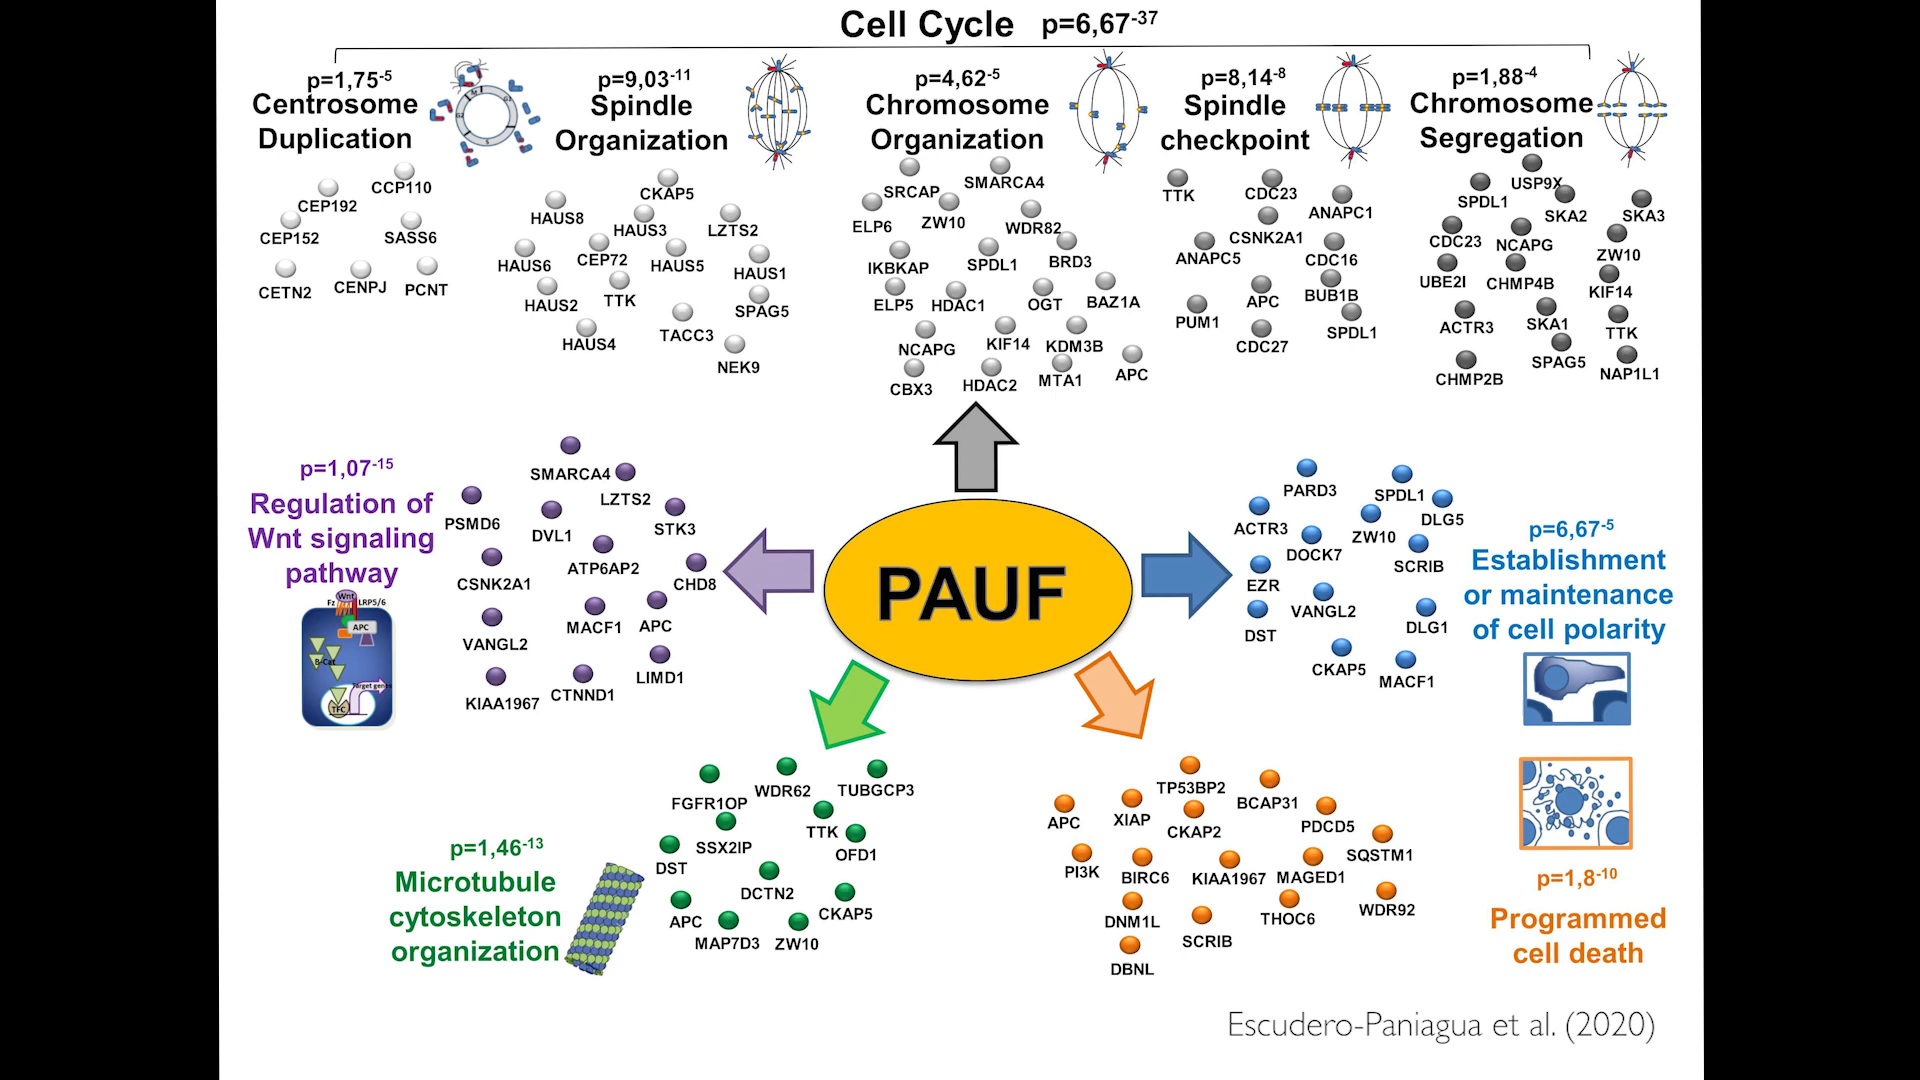 Cell Cycle p=6,67-37
p=1,75-5
Centrosome
Duplication
CCP110
CEP192
CEP152
SASS6
CETN2
CENPJ
PCNT
p=9,03-11
Spindle
Organization
CKAP5
HAUS8
HAUS3
LZTS2
HAUS6
CEP72
HAUS5
HAUS1
HAUS2
TTK
SPAG5
HAUS4
TACC3
NEK9
p=4,62-5
Chromosome
Organization
SRCAP
SMARCA4
ELP6
ZW10
WDR82
IKBKAP
SPDL1
BRD3
ELP5
HDAC1
OGT
BAZ1A
NCAPG
KIF14
KDM3B
CBX3
HDAC2
MTA1
APC
p=8,14-8
Spindle
checkpoint
TTK
CDC23
ANAPC1
CSNK2A1
ANAPC5
CDC16
APC
BUB1B
PUM1
SPDL1
CDC27
p=1,88-4
Chromosome
Segregation
USP9X
SPDL1
SKA2
SKA3
CDC23
NCAPG
ZW10
UBE2I
CHMP4B
KIF14
ACTR3
SKA1
TTK
SPAG5
CHMP2B
NAP1L1
p=1,07-15
Regulation of
Wnt signaling
pathway
Wnt
Fz
LRP5/6
APC
B-Cat
Target genes
TFC
SMARCA4
LZTS2
PSMD6
DVL1
STK3
ATP6AP2
CSNK2A1
CHD8
MACF1
APC
VANGL2
LIMD1
KIAA1967
CTNND1
PAUF
PARD3
SPDL1
DLG5
ACTR3
ZW10
DOCK7
SCRIB
EZR
VANGL2
DST
DLG1
CKAP5
MACF1
p=6,67-5
Establishment
or maintenance
of cell polarity
p=1,46-13
Microtubule
cytoskeleton
organization
FGFR1OP
WDR62
TUBGCP3
TTK
SSX2IP
OFD1
DST
DCTN2
CKAP5
APC
MAP7D3
ZW10
TP53BP2
BCAP31
APC
XIAP
CKAP2
PDCD5
SQSTM1
PI3K
BIRC6
KIAA1967
MAGED1
WDR92
DNM1L
THOC6
SCRIB
DBNL
p=1,8-10
Programmed
cell death
Escudero-Paniagua et al. (2020)